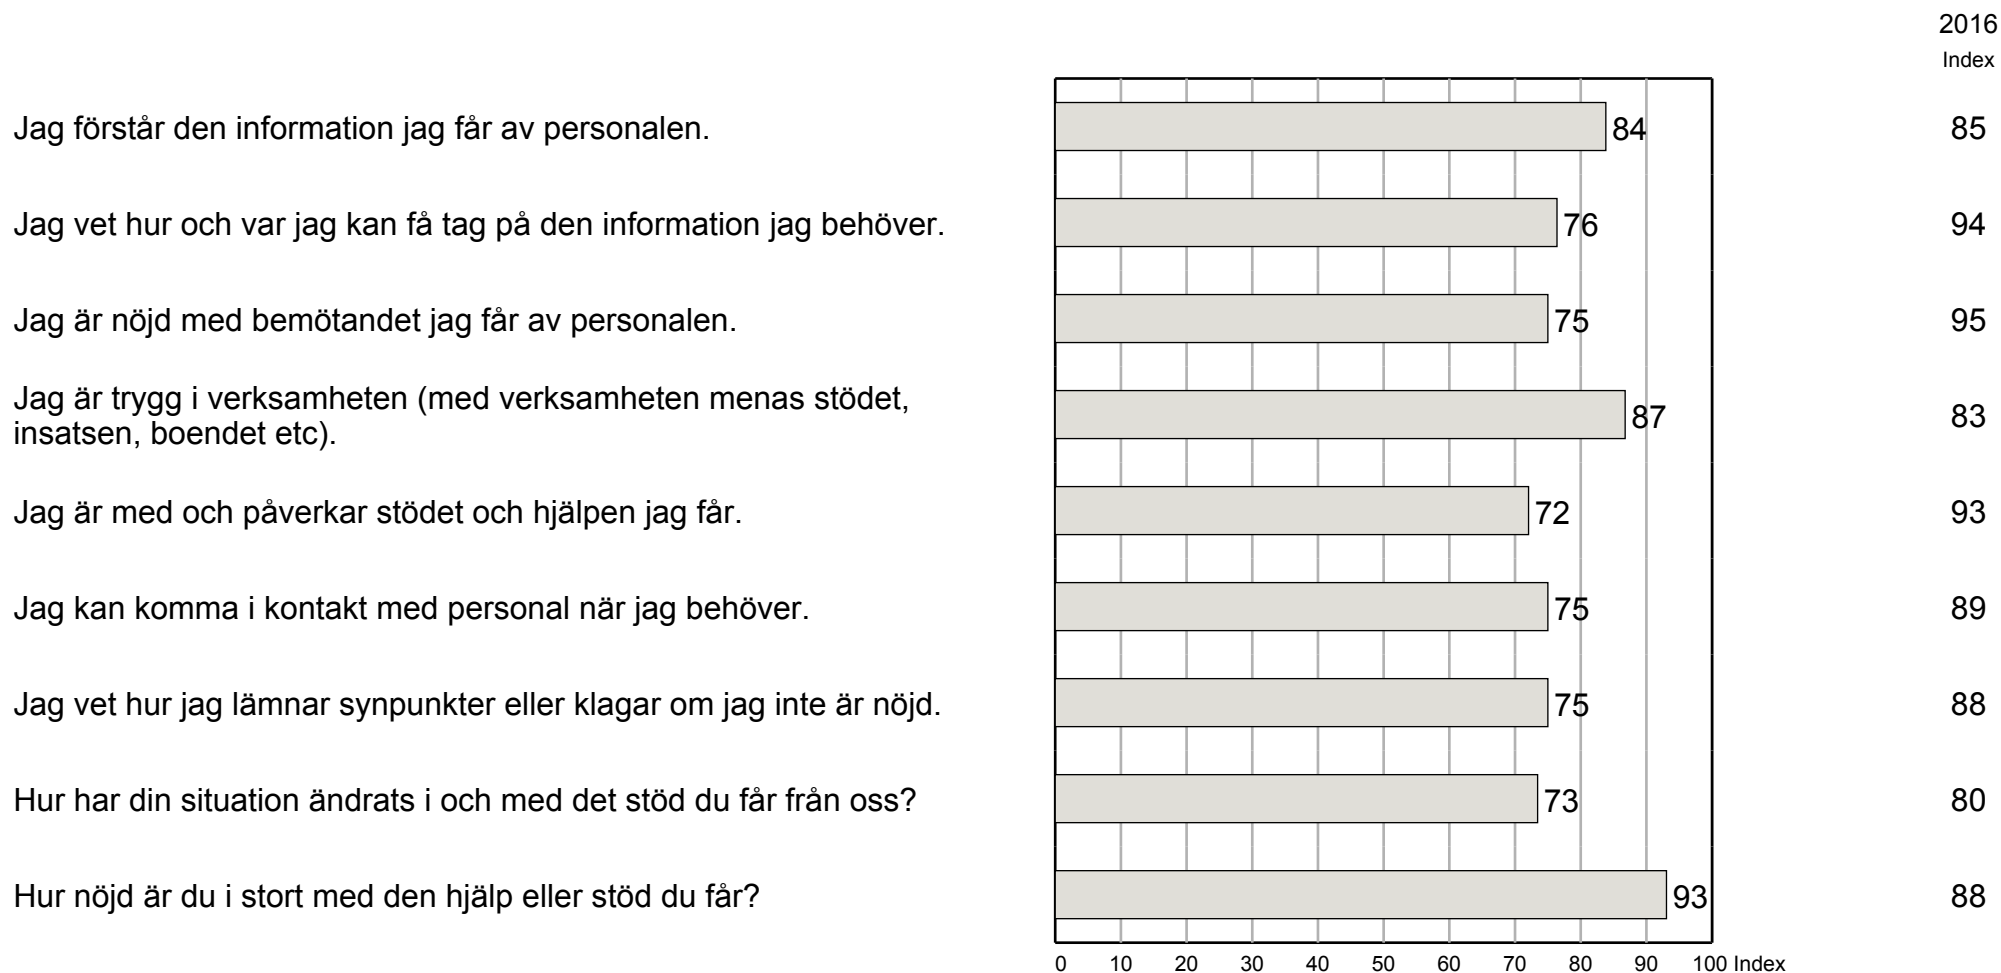 2016
Index
Jag förstår den information jag får av personalen. 84 85
Jag vet hur och var jag kan få tag på den information jag behöver. 76 94
Jag är nöjd med bemötandet jag får av personalen. 75 95
Jag är trygg i verksamheten (med verksamheten menas stödet,
insatsen, boendet etc). 87 83
Jag är med och påverkar stödet och hjälpen jag får. 72 93
Jag kan komma i kontakt med personal när jag behöver. 75 89
Jag vet hur jag lämnar synpunkter eller klagar om jag inte är nöjd. 75 88
Hur har din situation ändrats i och med det stöd du får från oss? 73 80
Hur nöjd är du i stort med den hjälp eller stöd du får? 93 88
0 10 20 30 40 50 60 70 80 90 100 Index